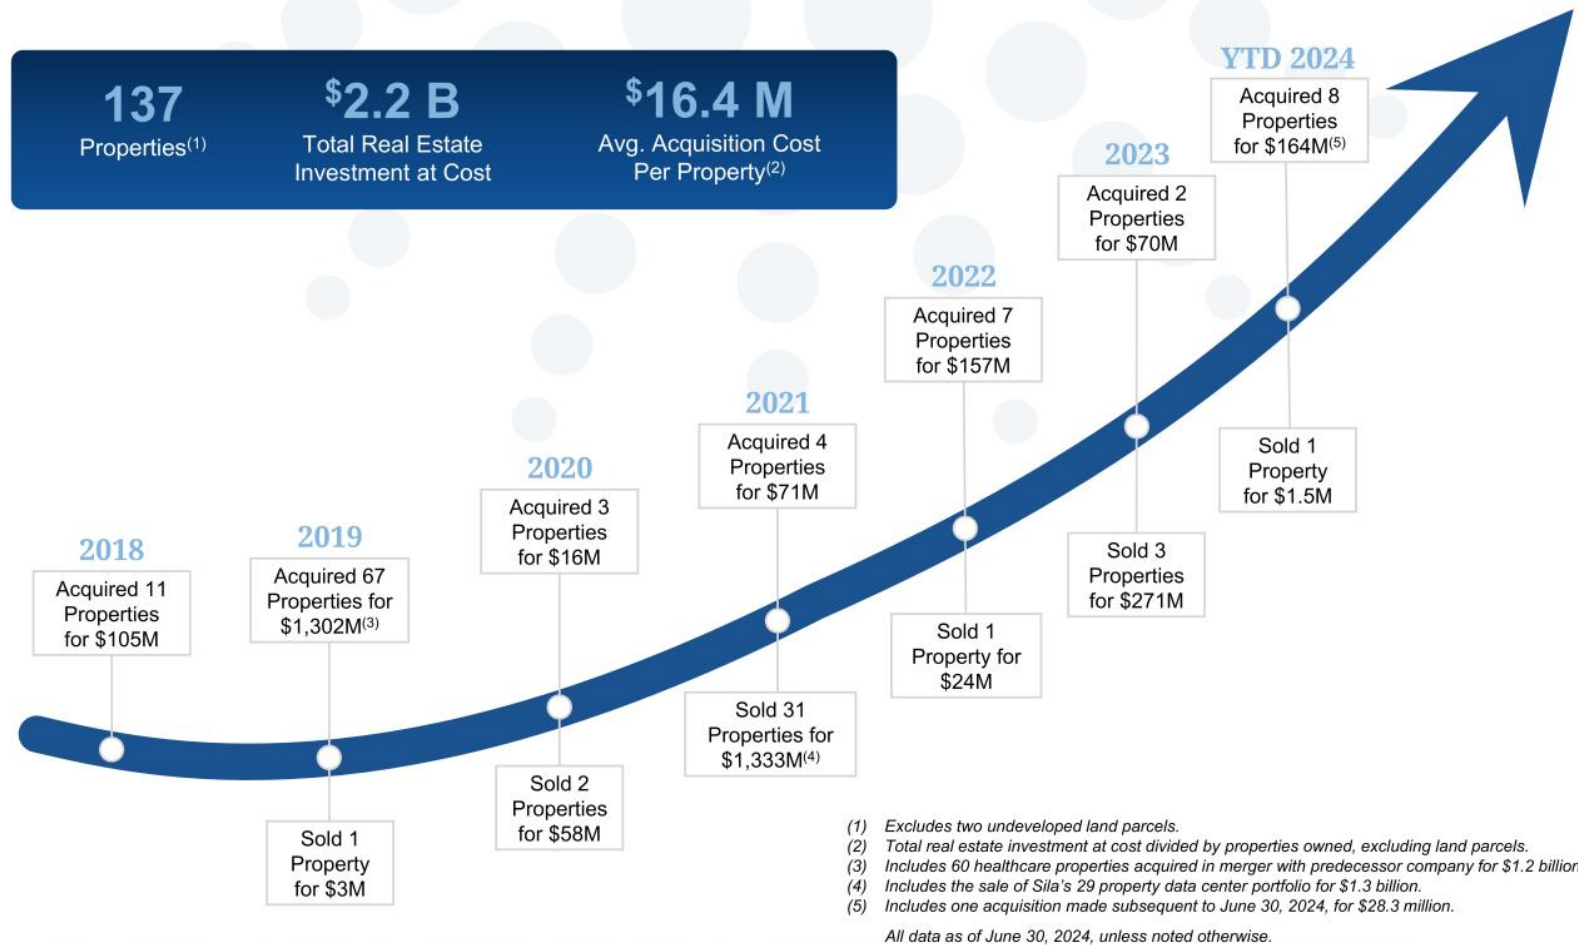 137
Properties(1)
$2.2 B
Total Real Estate
Investment at Cost
$16.4 M
Avg. Acquisition Cost
Per Property(2)
2018
Acquired 11
Properties
for $105M
2019
Acquired 67
Properties for
$1,302M(3)
Sold 1
Property
for $3M
2020
Acquired 3
Properties
for $16M
Sold 2
Properties
for $58M
2021
Acquired 4
Properties
for $71M
Sold 31
Properties for
$1,333M(4)
2022
Acquired 7
Properties
for $157M
Sold 1
Property for
$24M
2023
Acquired 2
Properties
for $70M
Sold 3
Properties
for $271M
YTD 2024
Acquired 8
Properties
for $164M(5)
Sold 1
Property
for $1.5M
(1) Excludes two undeveloped land parcels.
(2) Total real estate investment at cost divided by properties owned, excluding land parcels.
(3) Includes 60 healthcare properties acquired in merger with predecessor company for $1.2 billion
(4) Includes the sale of Sila's 29 property data center portfolio for $1.3 billion.
(5) Includes one acquisition made subsequent to June 30, 2024, for $28.3 million.
All data as of June 30, 2024, unless noted otherwise.